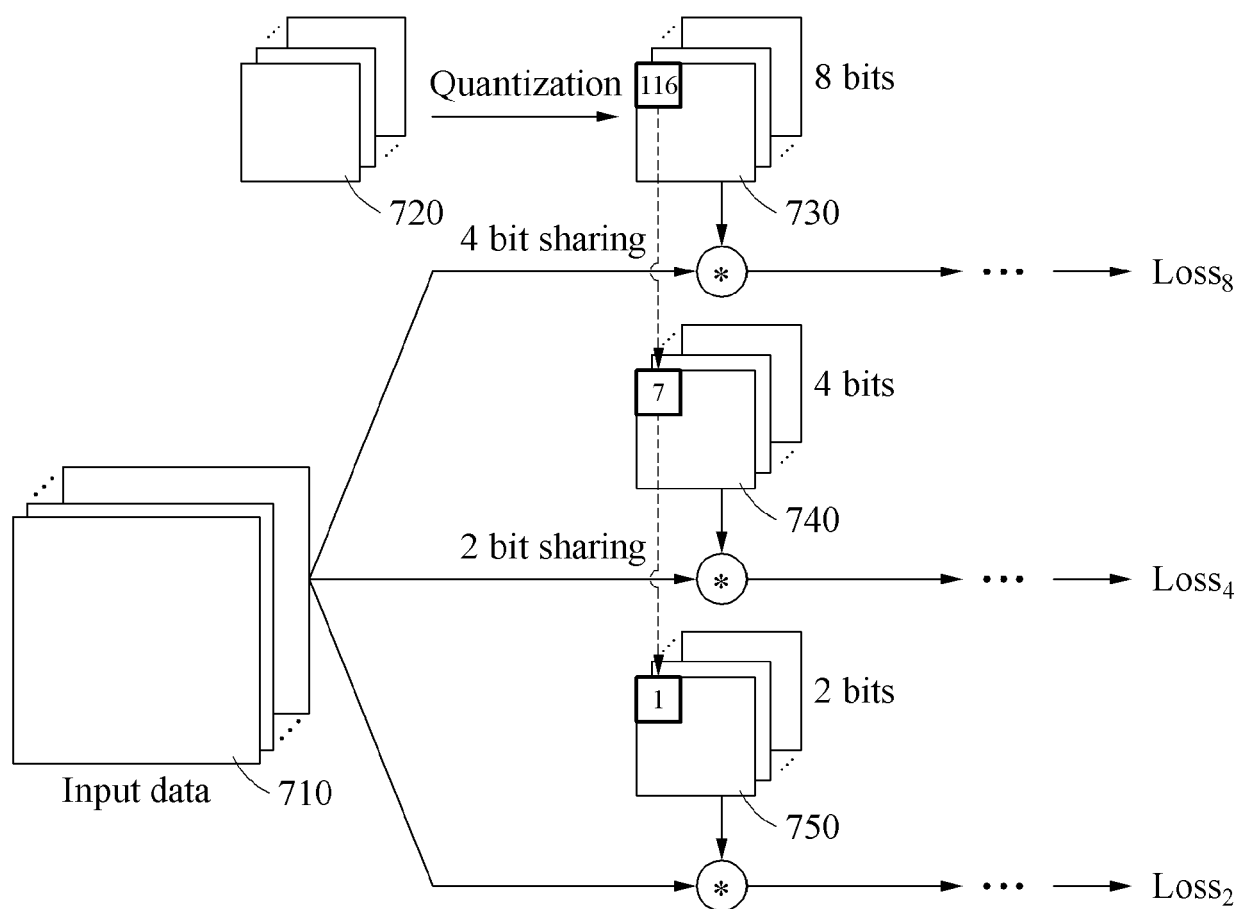 Quantization
116
8 bits
720
730
4 bit sharing
*
Loss₈
7
4 bits
740
2 bit sharing
*
Loss₄
1
2 bits
Input data
710
750
*
Loss₂